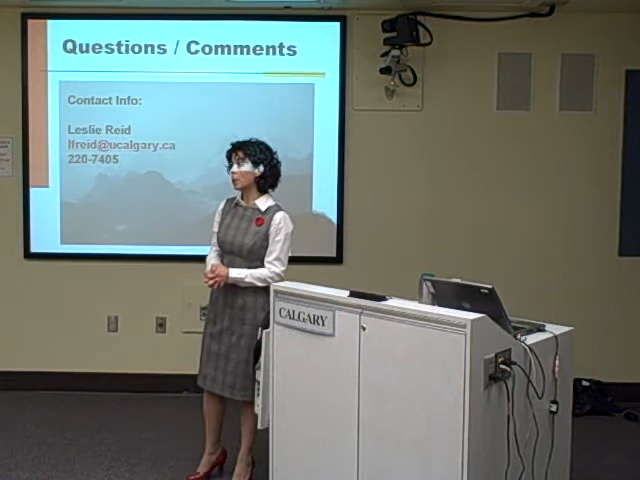 Questions / Comments
Contact Info:
Leslie Reid
lfreid@ucalgary.ca
220-7405
CALGARY